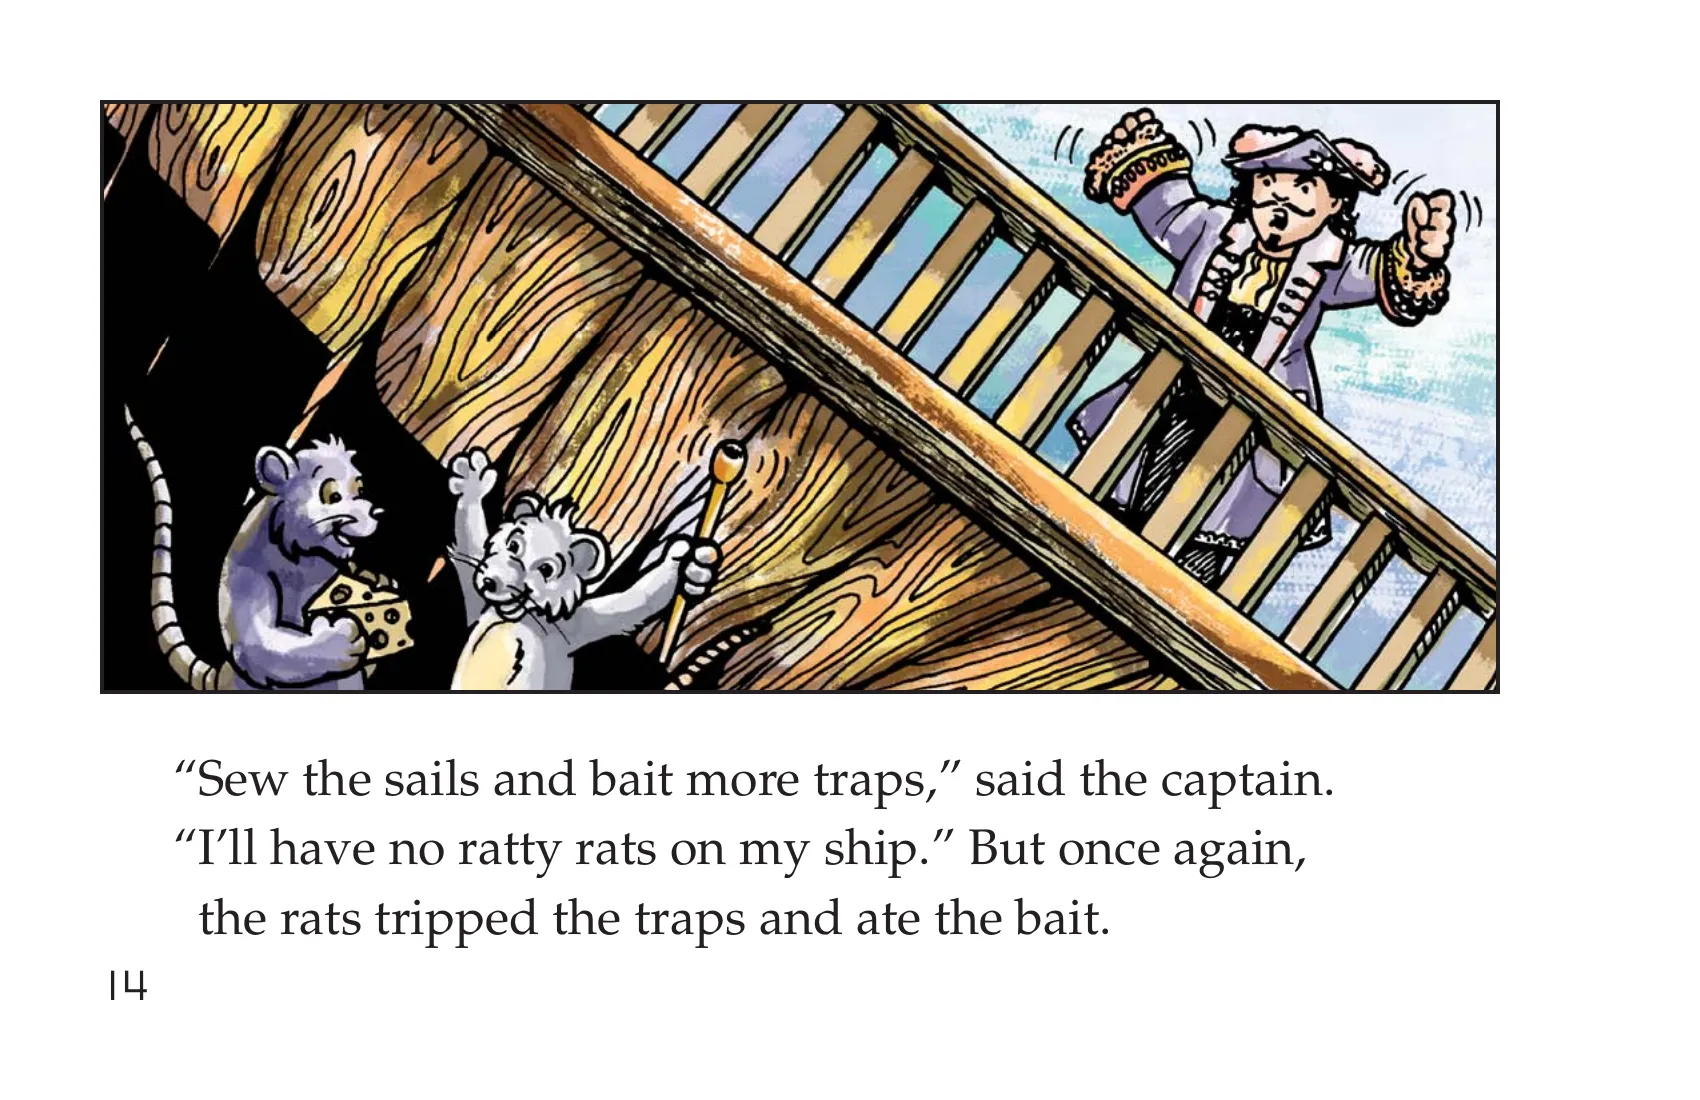 “Sew the sails and bait more traps,” said the captain.
“I’ll have no ratty rats on my ship.” But once again,
the rats tripped the traps and ate the bait.
14